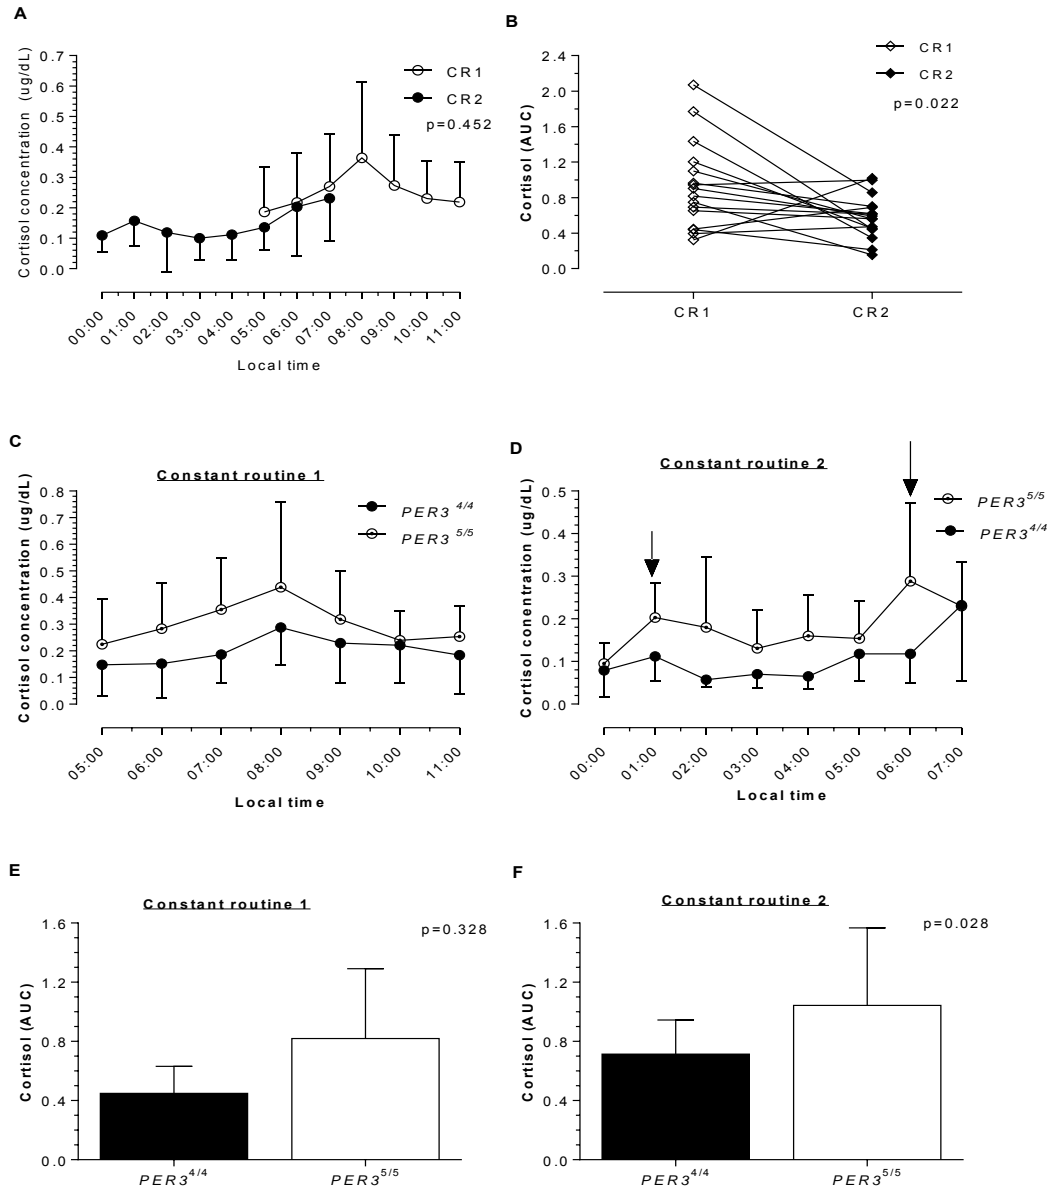 A
Cortisol concentration (ug/dL)
0.7
0.6
0.5
0.4
0.3
0.2
0.1
0.0
CR1
CR2
p=0.452
00:00 01:00 02:00 03:00 04:00 05:00 06:00 07:00 08:00 09:00 10:00 11:00
Local time
B
Cortisol (AUC)
2.4
2.0
1.6
1.2
0.8
0.4
0.0
CR1
CR2
p=0.022
CR1 CR2
C
Constant routine 1
Cortisol concentration (ug/dL)
0.8
0.7
0.6
0.5
0.4
0.3
0.2
0.1
0.0
PER3 4/4
PER3 5/5
05:00 06:00 07:00 08:00 09:00 10:00 11:00
Local time
D
Constant routine 2
Cortisol conentration (ug/dL)
0.5
0.4
0.3
0.2
0.1
0.0
PER3 5/5
PER3 4/4
00:00 01:00 02:00 03:00 04:00 05:00 06:00 07:00
Local time
E
Constant routine 1
Cortisol (AUC)
1.6
1.2
0.8
0.4
0.0
p=0.328
PER3 4/4 PER3 5/5
F
Constant routine 2
Cortisol (AUC)
1.6
1.2
0.8
0.4
0.0
p=0.028
PER3 4/4 PER3 5/5